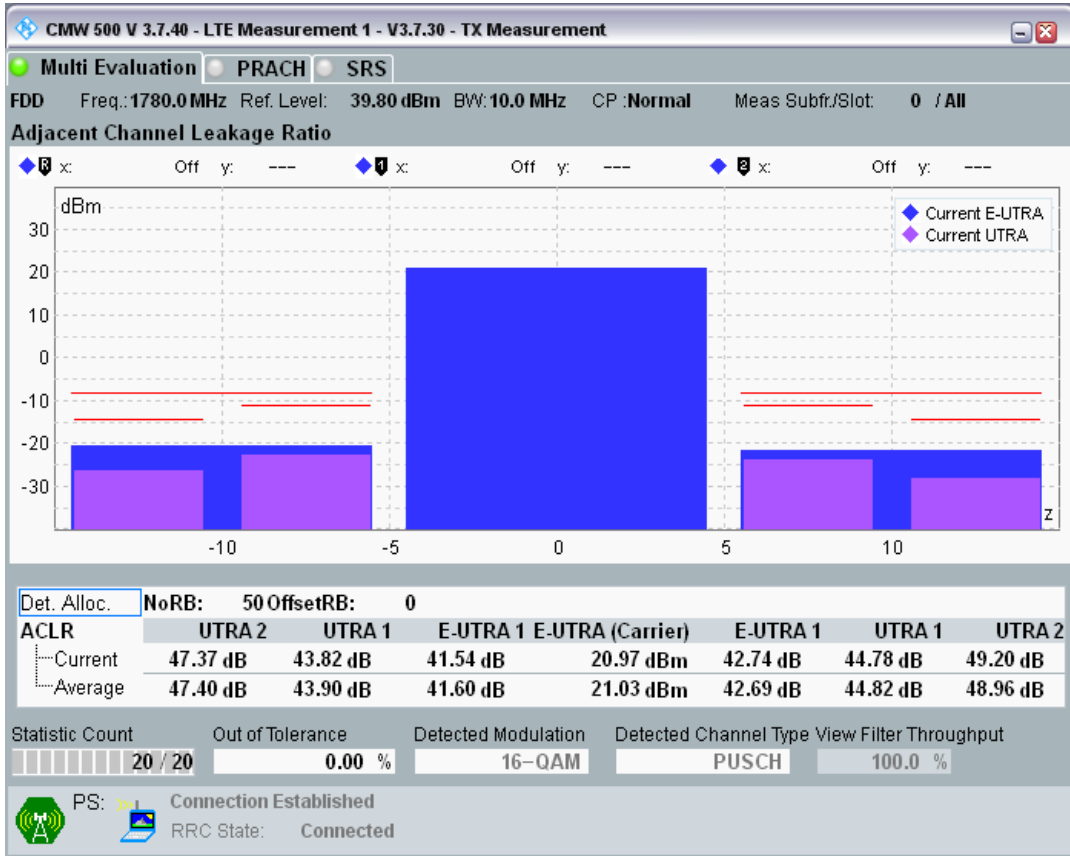 CMW 500 V 3.7.40 - LTE Measurement 1 - V3.7.30 - TX Measurement
Multi Evaluation PRACH SRS
FDD Freq.:1780.0 MHz Ref. Level: 39.80 dBm BW:10.0 MHz CP :Normal Meas Subfr./Slot: 0 / All
Adjacent Channel Leakage Ratio
R x: Off y: --- 1 x: Off y: --- 2 x: Off y: ---
dBm
Current E-UTRA
Current UTRA
30
20
10
0
-10
-20
-30
z
-10 -5 0 5 10
Det. Alloc. NoRB: 50 OffsetRB: 0
ACLR UTRA 2 UTRA 1 E-UTRA 1 E-UTRA (Carrier) E-UTRA 1 UTRA 1 UTRA 2
Current 47.37 dB 43.82 dB 41.54 dB 20.97 dBm 42.74 dB 44.78 dB 49.20 dB
Average 47.40 dB 43.90 dB 41.60 dB 21.03 dBm 42.69 dB 44.82 dB 48.96 dB
Statistic Count Out of Tolerance Detected Modulation Detected Channel Type View Filter Throughput
20 / 20 0.00 % 16-QAM PUSCH 100.0 %
PS: Connection Established
RRC State: Connected